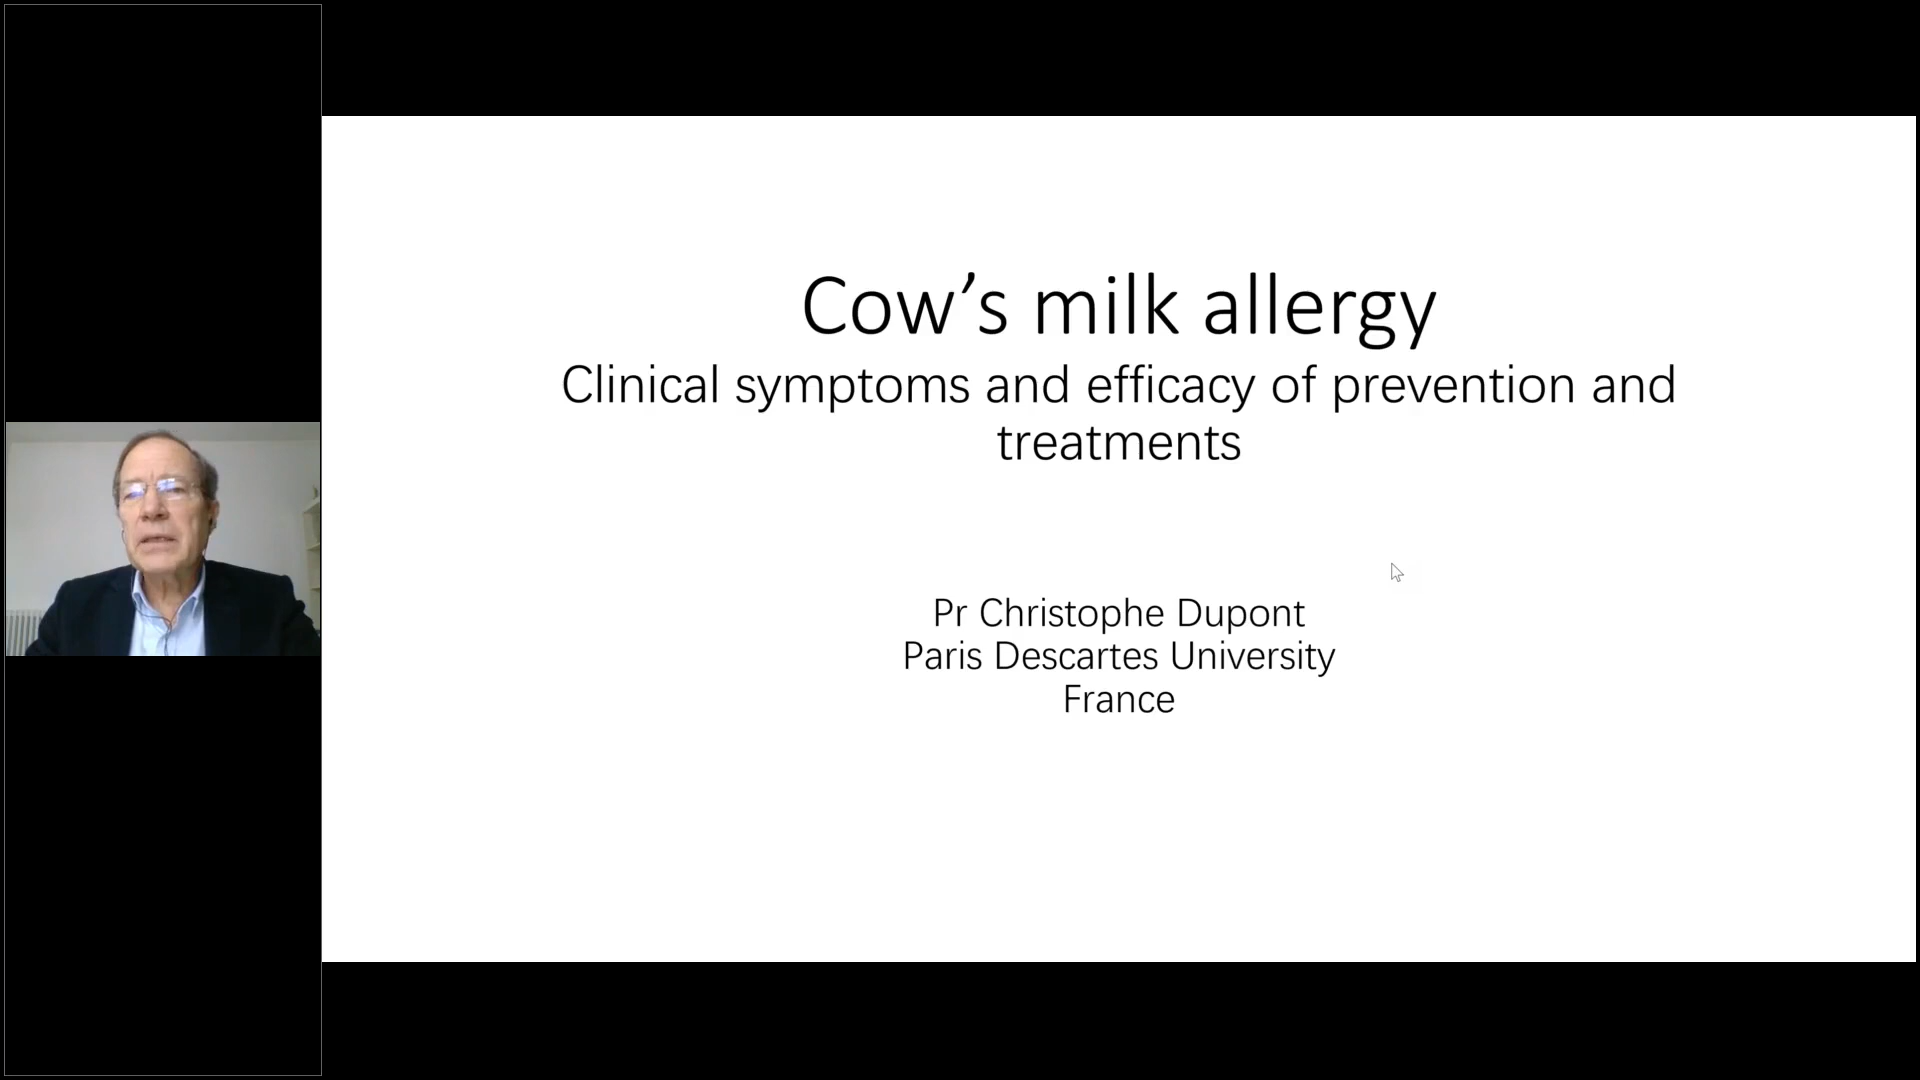 Cow’s milk allergy
Clinical symptoms and efficacy of prevention and
treatments
Pr Christophe Dupont
Paris Descartes University
France